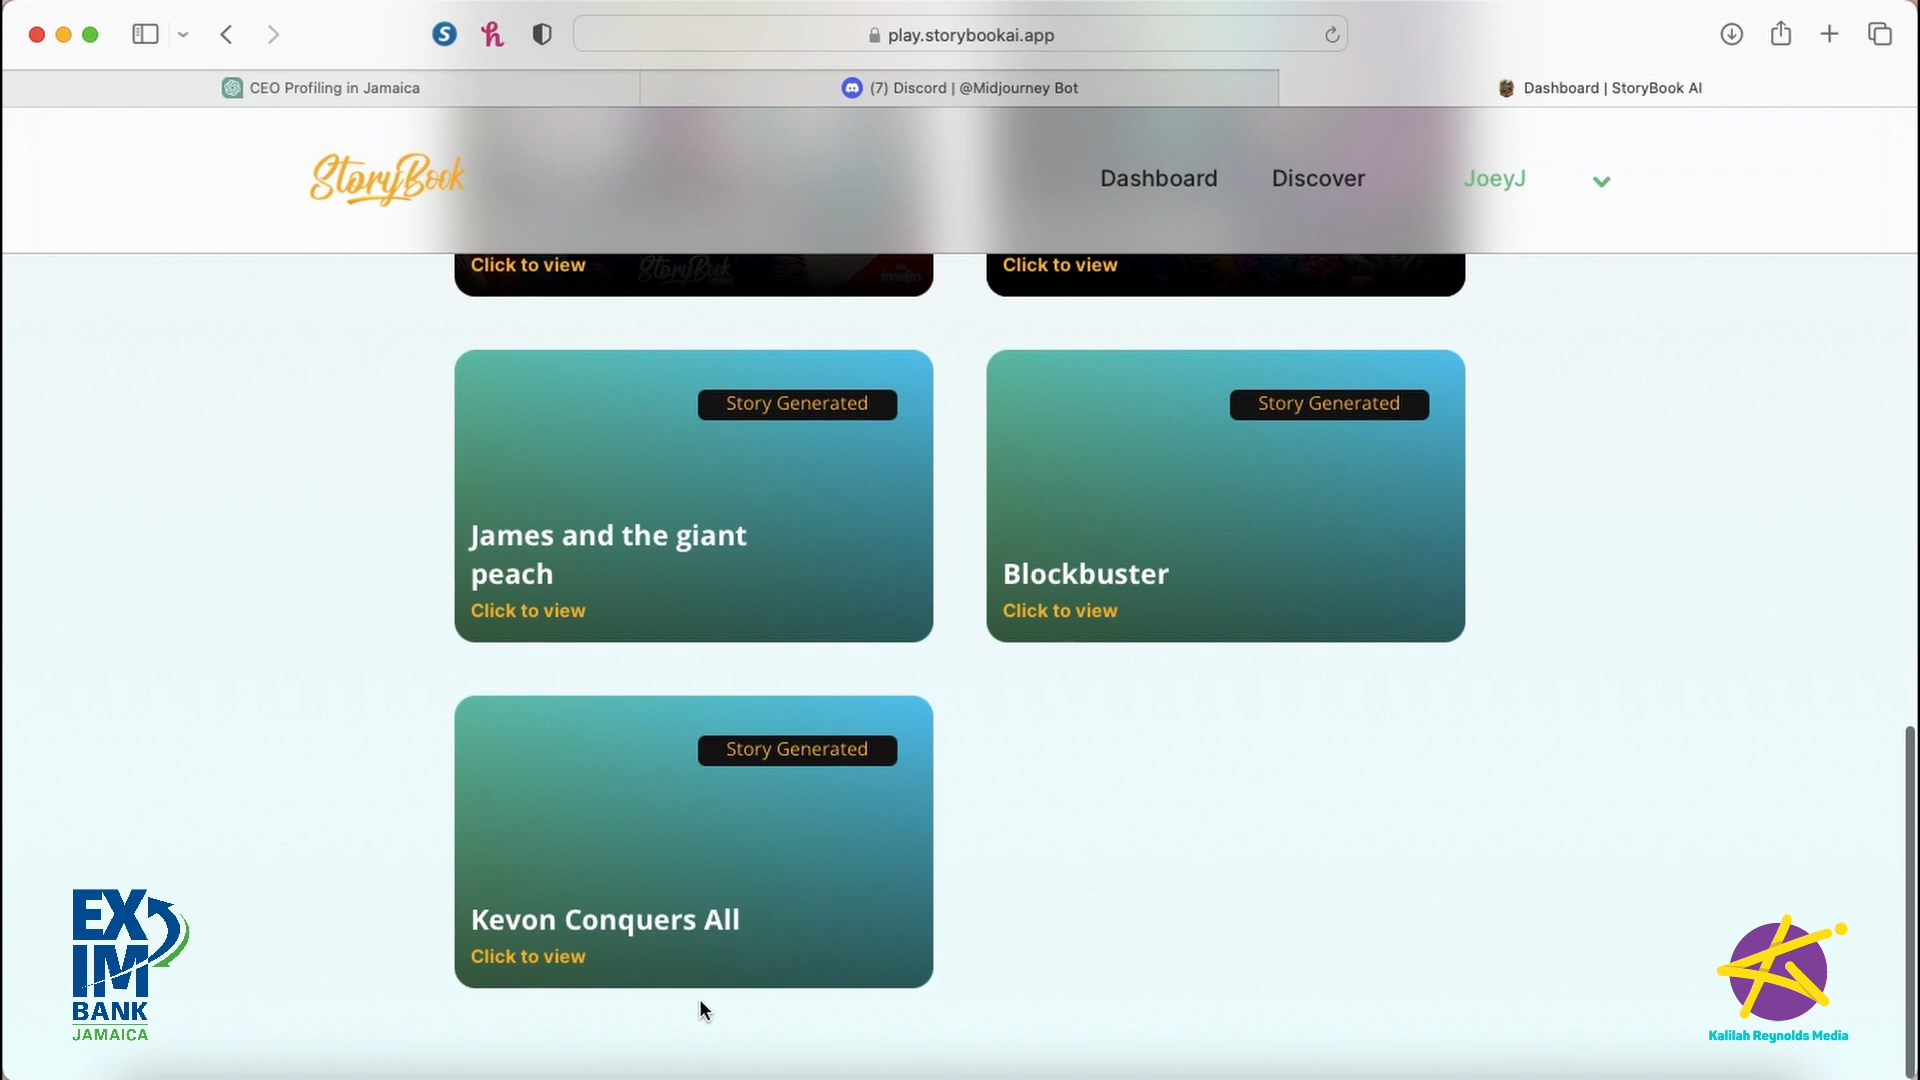 play.storybookai.app
CEO Profiling in Jamaica
(7) Discord | @Midjourney Bot
Dashboard | StoryBook AI
StoryBook
Dashboard
Discover
JoeyJ
Click to view
StoryBook
imagin
Click to view
Story Generated
James and the giant
peach
Click to view
Story Generated
Blockbuster
Click to view
Story Generated
Kevon Conquers All
Click to view
EX
IM
BANK
JAMAICA
Kalilah Reynolds Media